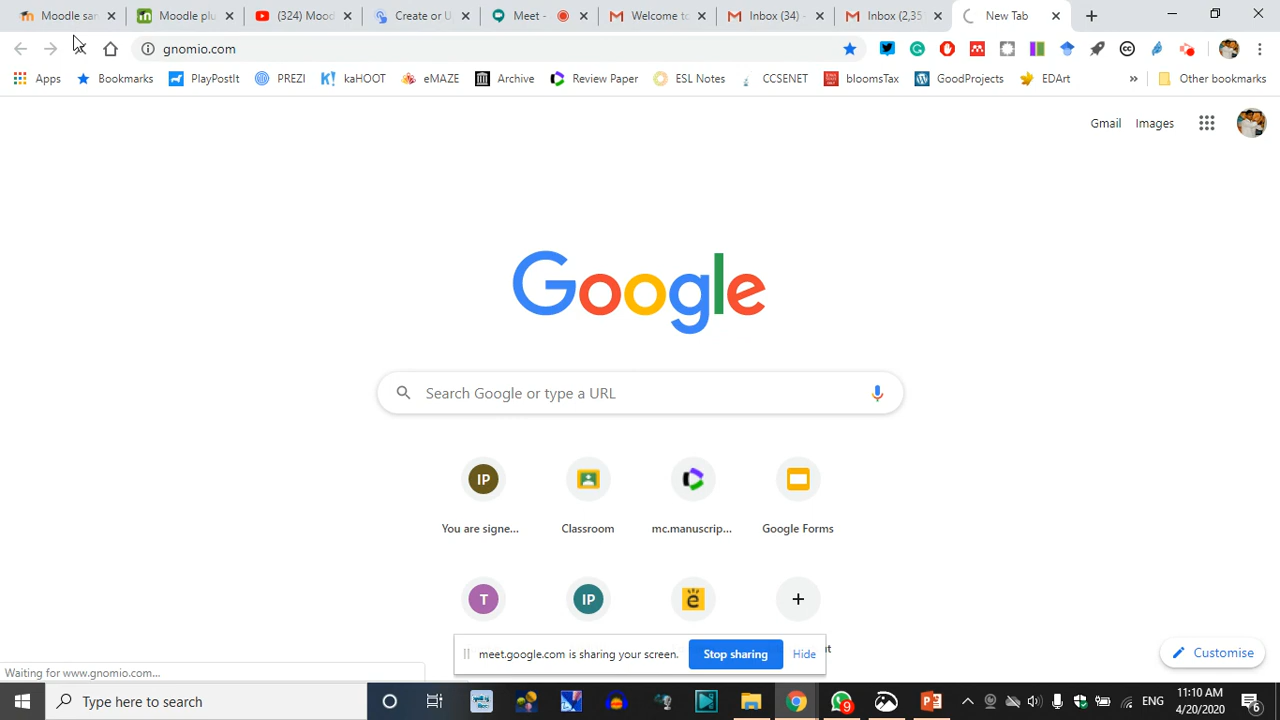 Moodle san
Moodle plu
(324) Mood
Create or U
Meet -
Welcome to
Inbox (34) -
Inbox (2,35
New Tab
gnomio.com
Apps
Bookmarks
PlayPostIt
PREZI
kaHOOT
eMAZE
Archive
Review Paper
ESL Notes
CCSENET
bloomsTax
GoodProjects
EDArt
Other bookmarks
Gmail
Images
Google
Search Google or type a URL
IP
You are signe...
Classroom
mc.manuscrip...
Google Forms
T
IP
meet.google.com is sharing your screen.
Stop sharing
Hide
Customise
Waiting for www.gnomio.com...
Type here to search
9
ENG
11:10 AM
4/20/2020
6